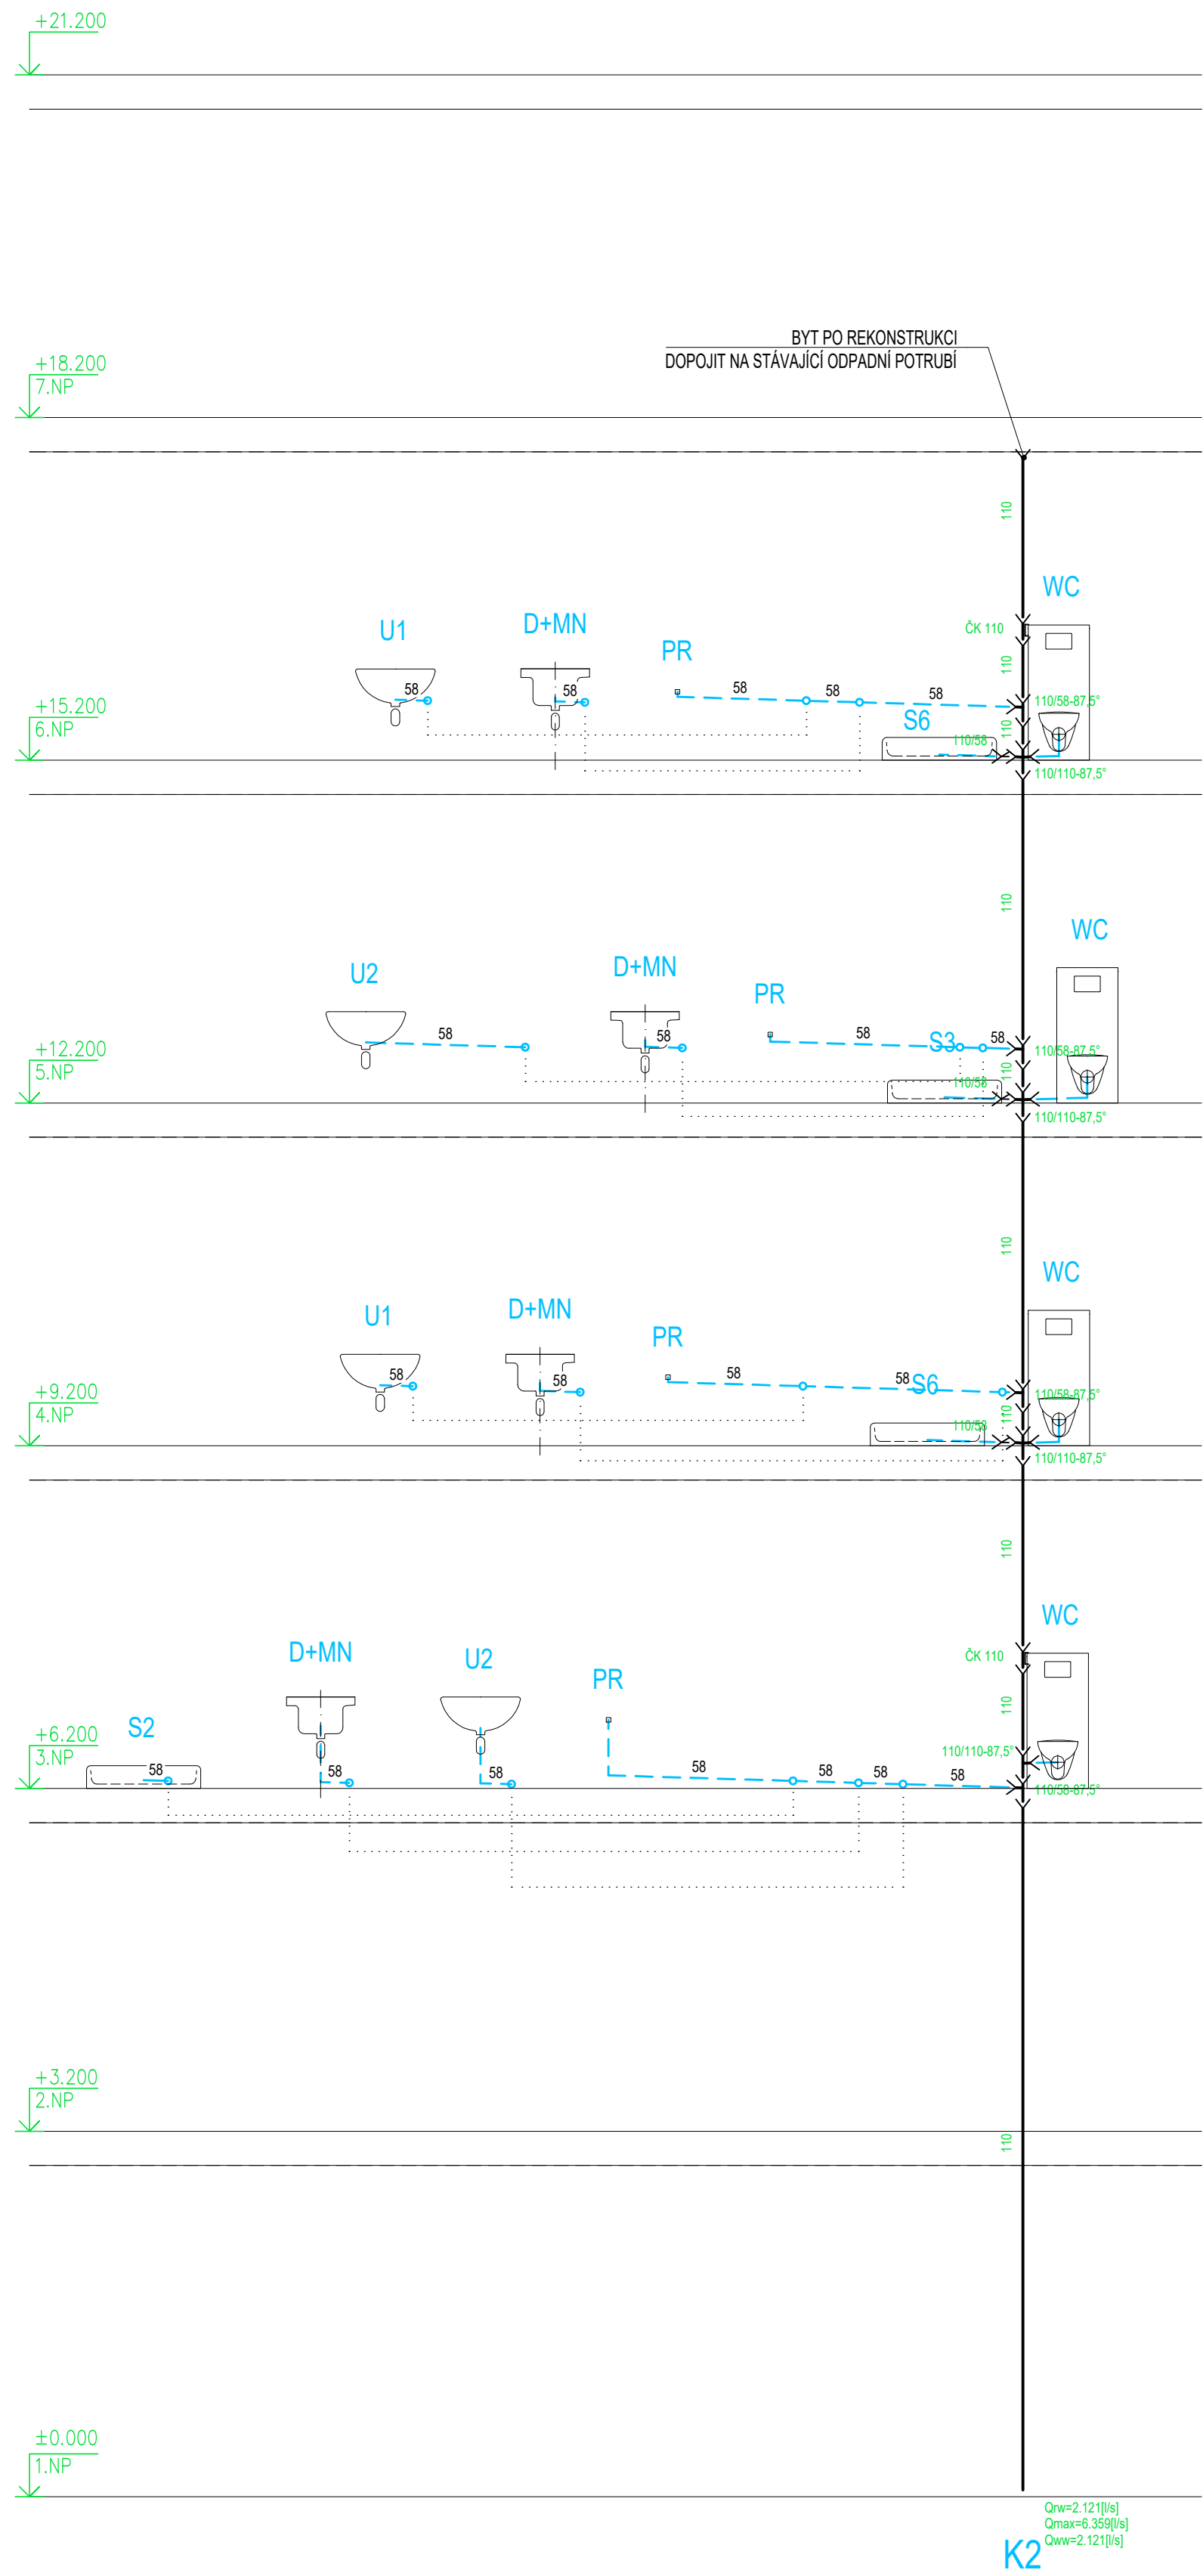 +21.200
BYT PO REKONSTRUKCI
DOPOJIT NA STÁVAJÍCÍ ODPADNÍ POTRUBÍ
+18.200
7.NP
110
WC
U1
D+MN
PR
ČK 110
110
58
58
58
58
58
110/58-87,5°
+15.200
6.NP
S6
110
110/58
110/110-87,5°
110
WC
U2
D+MN
PR
58
58
58
S3
58
110/58-87,5°
+12.200
5.NP
110
110/58
110/110-87,5°
110
WC
U1
D+MN
PR
58
58
58
58
S6
110/58-87,5°
+9.200
4.NP
110
110/58
110/110-87,5°
110
WC
D+MN
U2
PR
ČK 110
110
S2
+6.200
3.NP
110/110-87,5°
58
58
58
58
58
58
58
110/58-87,5°
+3.200
2.NP
110
±0.000
1.NP
Qrw=2.121[l/s]
Qmax=6.359[l/s]
Qww=2.121[l/s]
K2